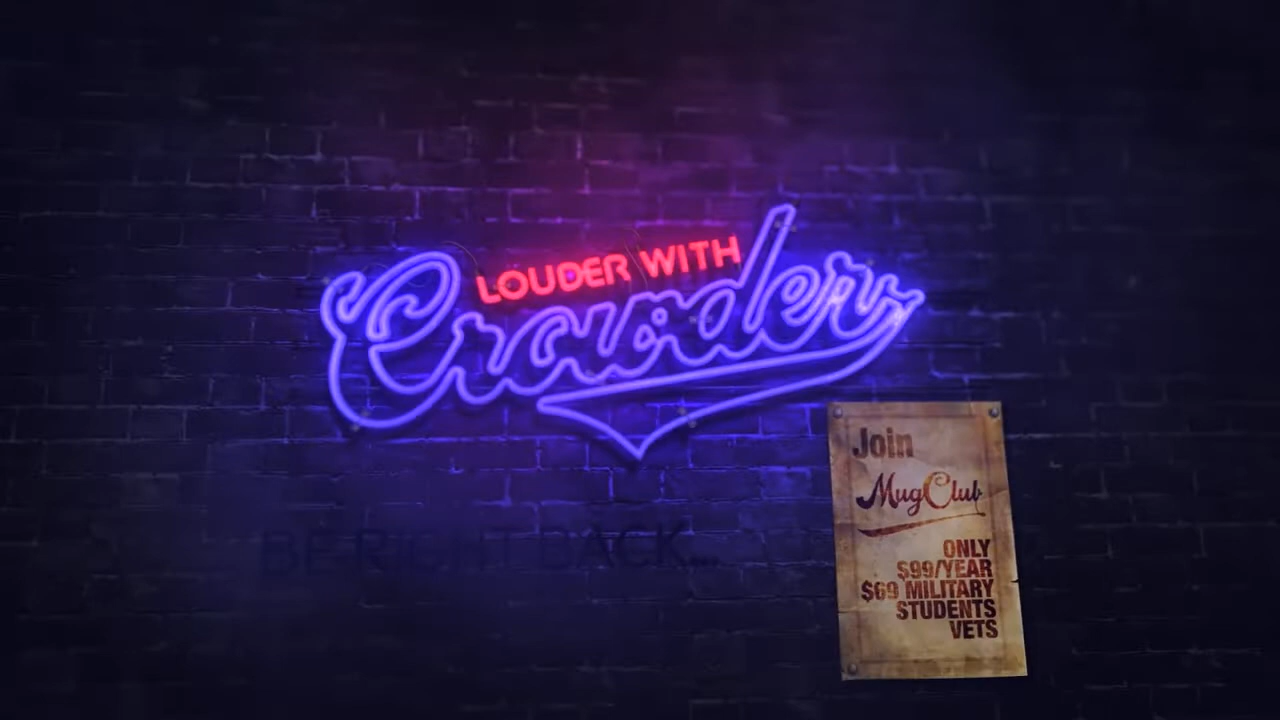 LOUDER WITH
Crowder
Join
MugClub
ONLY
$99/YEAR
$69 MILITARY
STUDENTS
VETS
BE RIGHT BACK...